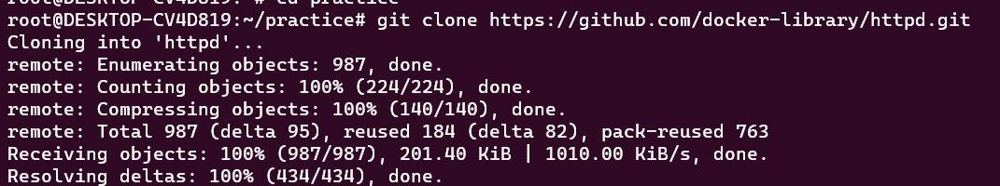 root@DESKTOP-CV4D819:~# cd practice
root@DESKTOP-CV4D819:~/practice# git clone https://github.com/docker-library/httpd.git
Cloning into 'httpd'...
remote: Enumerating objects: 987, done.
remote: Counting objects: 100% (224/224), done.
remote: Compressing objects: 100% (140/140), done.
remote: Total 987 (delta 95), reused 184 (delta 82), pack-reused 763
Receiving objects: 100% (987/987), 201.40 KiB | 1010.00 KiB/s, done.
Resolving deltas: 100% (434/434), done.